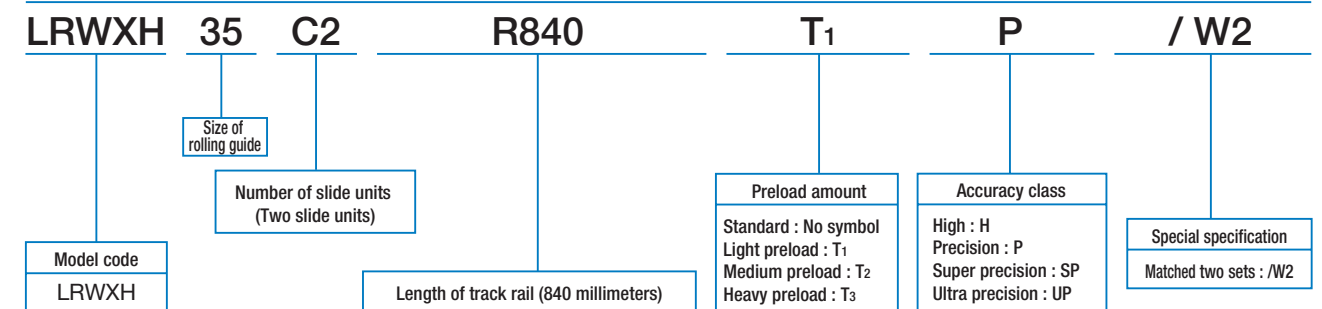 LRWXH 35 C2 R840 T1 P / W2
Size of
rolling guide
Number of slide units
(Two slide units)
Model code
LRWXH
Length of track rail (840 millimeters)
Preload amount
Standard : No symbol
Light preload : T1
Medium preload : T2
Heavy preload : T3
Accuracy class
High : H
Precision : P
Super precision : SP
Ultra precision : UP
Special specification
Matched two sets : /W2